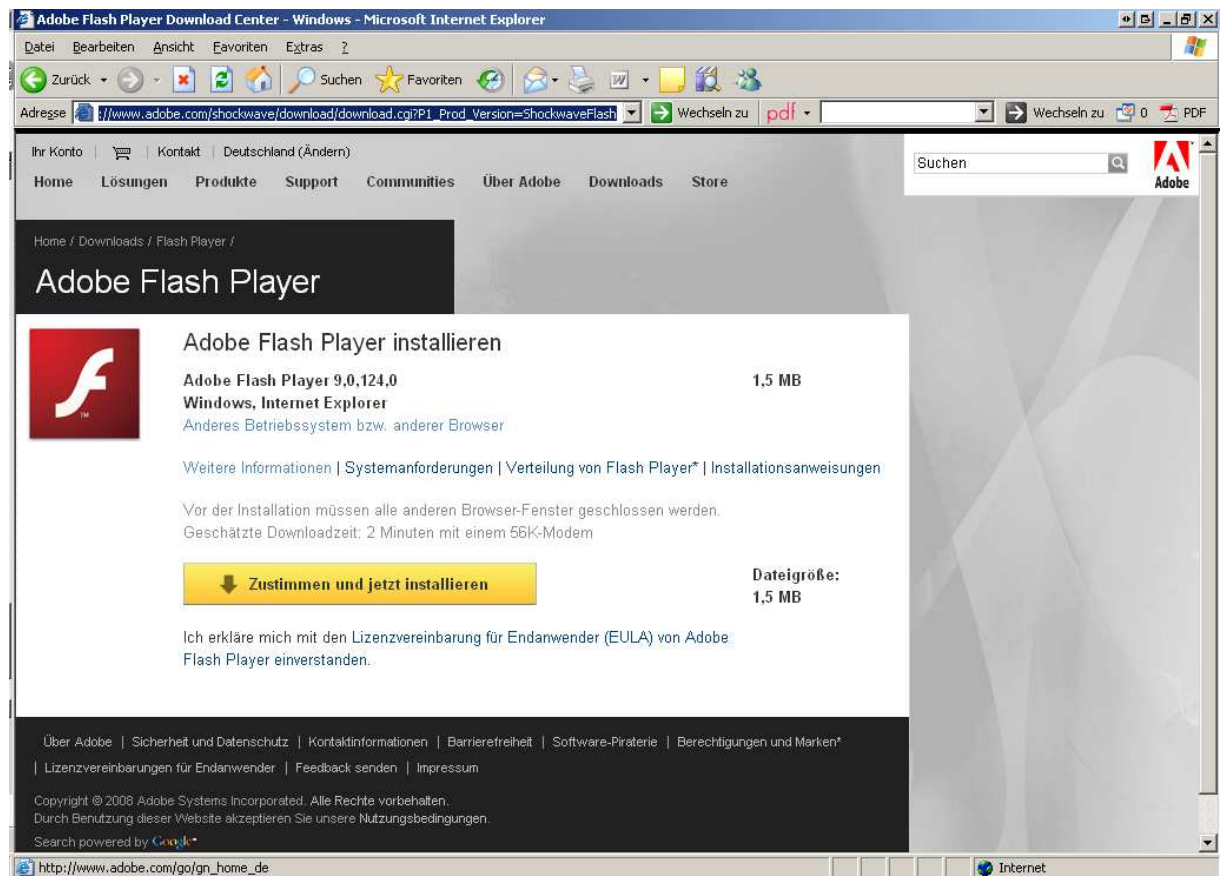 Adobe Flash Player Download Center - Windows - Microsoft Internet Explorer
Datei Bearbeiten Ansicht Favoriten Extras ?
Zurück Suchen Favoriten
Adresse ://www.adobe.com/shockwave/download/download.cgi?P1_Prod_Version=ShockwaveFlash Wechseln zu pdf Wechseln zu 0 PDF
Ihr Konto | | Kontakt | Deutschland (Ändern)
Suchen
Adobe
Home Lösungen Produkte Support Communities Über Adobe Downloads Store
Home / Downloads / Flash Player /
Adobe Flash Player
Adobe Flash Player installieren
Adobe Flash Player 9,0,124,0 1,5 MB
Windows, Internet Explorer
Anderes Betriebssystem bzw. anderer Browser
Weitere Informationen | Systemanforderungen | Verteilung von Flash Player* | Installationsanweisungen
Vor der Installation müssen alle anderen Browser-Fenster geschlossen werden.
Geschätzte Downloadzeit: 2 Minuten mit einem 56K-Modem
Zustimmen und jetzt installieren
Dateigröße:
1,5 MB
Ich erkläre mich mit den Lizenzvereinbarung für Endanwender (EULA) von Adobe
Flash Player einverstanden.
Über Adobe | Sicherheit und Datenschutz | Kontaktinformationen | Barrierefreiheit | Software-Piraterie | Berechtigungen und Marken*
| Lizenzvereinbarungen für Endanwender | Feedback senden | Impressum
Copyright © 2008 Adobe Systems Incorporated. Alle Rechte vorbehalten.
Durch Benutzung dieser Website akzeptieren Sie unsere Nutzungsbedingungen.
Search powered by Google*
http://www.adobe.com/go/gn_home_de Internet